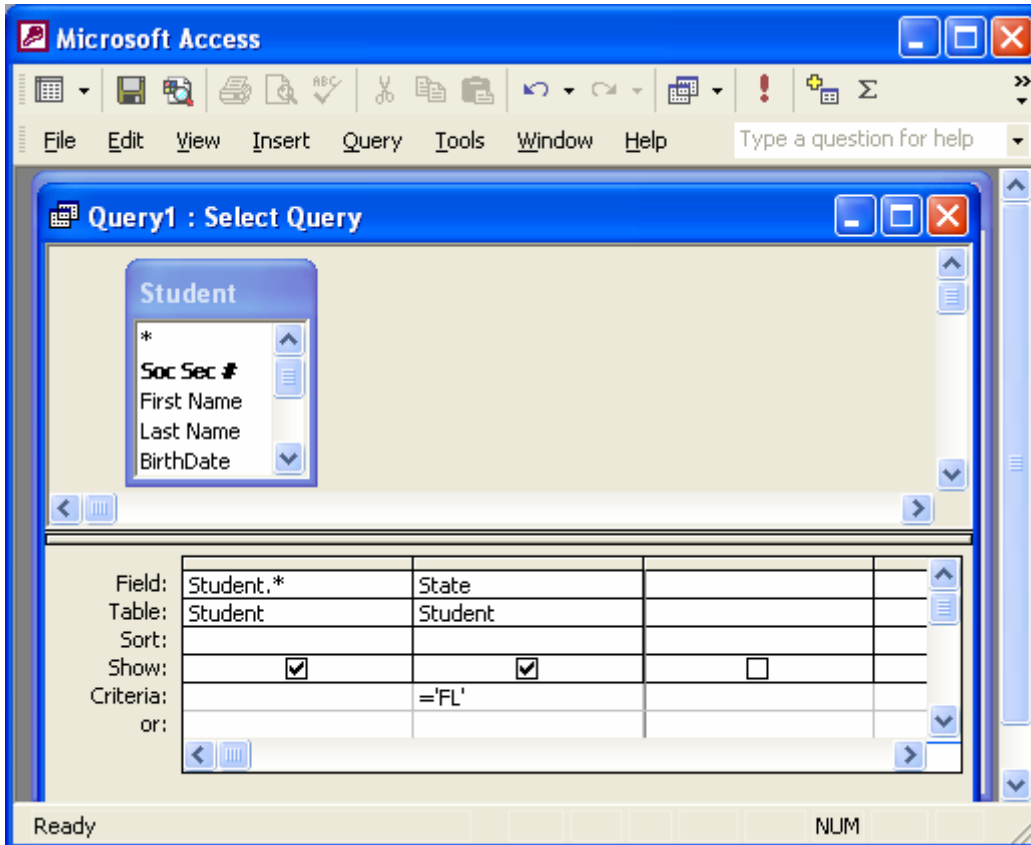 Microsoft Access
ABC
Σ
File Edit View Insert Query Tools Window Help Type a question for help
Query1 : Select Query
Student
*
Soc Sec #
First Name
Last Name
BirthDate
Field: Student.* State
Table: Student Student
Sort:
Show:
Criteria: ='FL'
or:
Ready NUM